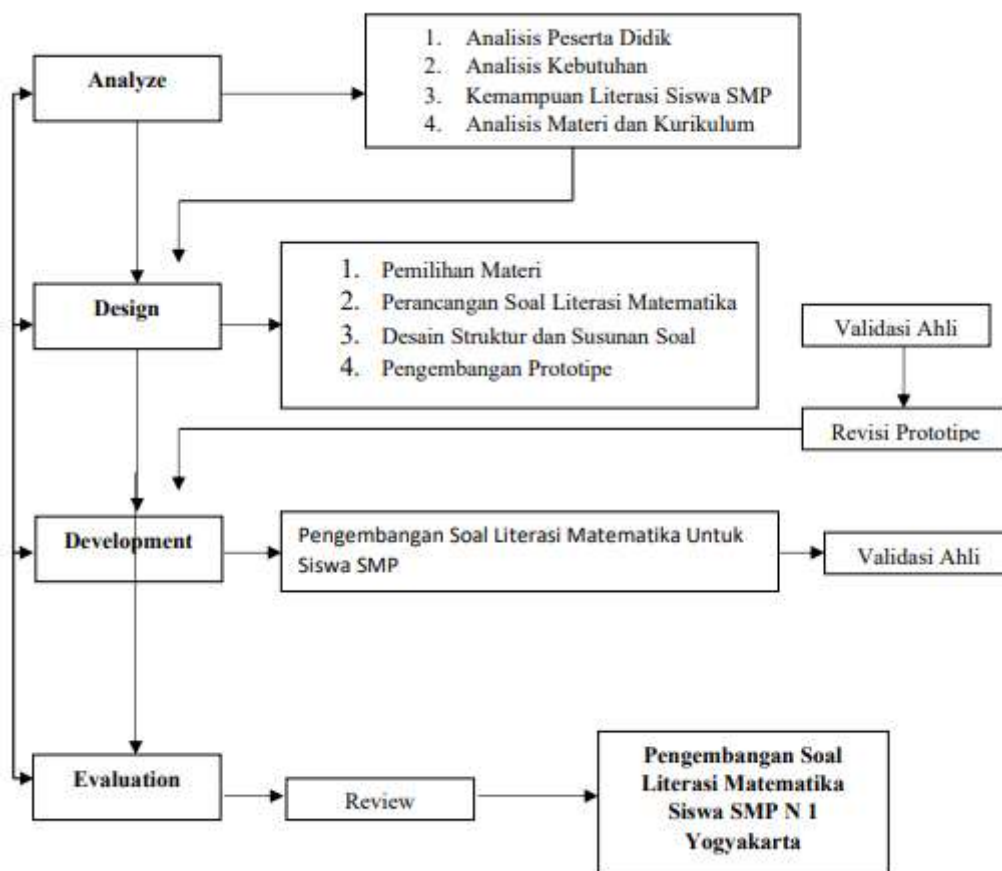 Analyze
1. Analisis Peserta Didik
2. Analisis Kebutuhan
3. Kemampuan Literasi Siswa SMP
4. Analisis Materi dan Kurikulum
Design
1. Pemilihan Materi
2. Perancangan Soal Literasi Matematika
3. Desain Struktur dan Susunan Soal
4. Pengembangan Prototipe
Validasi Ahli
Revisi Prototipe
Development
Pengembangan Soal Literasi Matematika Untuk
Siswa SMP
Validasi Ahli
Evaluation
Review
Pengembangan Soal
Literasi Matematika
Siswa SMP N 1
Yogyakarta